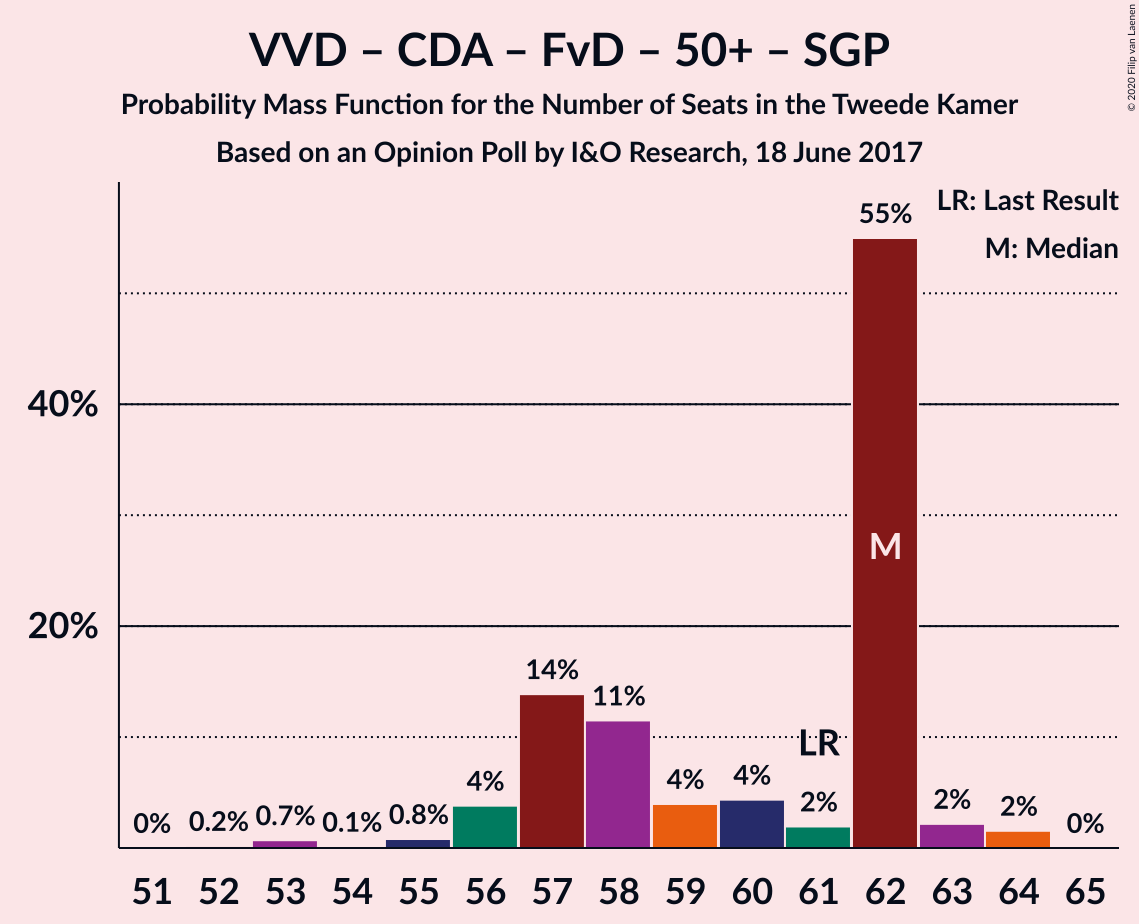 VVD – CDA – FvD – 50+ – SGP
Probability Mass Function for the Number of Seats in the Tweede Kamer
Based on an Opinion Poll by I&O Research, 18 June 2017
© 2020 Filip van Laenen
LR: Last Result
M: Median
55%
40%
M
20%
14%
11%
LR
4%
4%
4%
2%
2%
2%
0%
0.2%
0.7%
0.1%
0.8%
0%
51 52 53 54 55 56 57 58 59 60 61 62 63 64 65